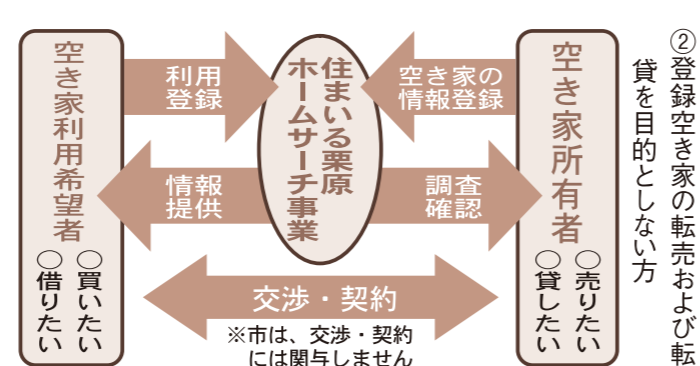 ②登録空き家の転売および転
貸を目的としない方
空き家所有者
○売りたい
○貸したい
空き家の
情報登録
調査
確認
住まいる栗原
ホームサーチ事業
利用
登録
情報
提供
空き家利用希望者
○買いたい
○借りたい
交渉・契約
※市は、交渉・契約
には関与しません